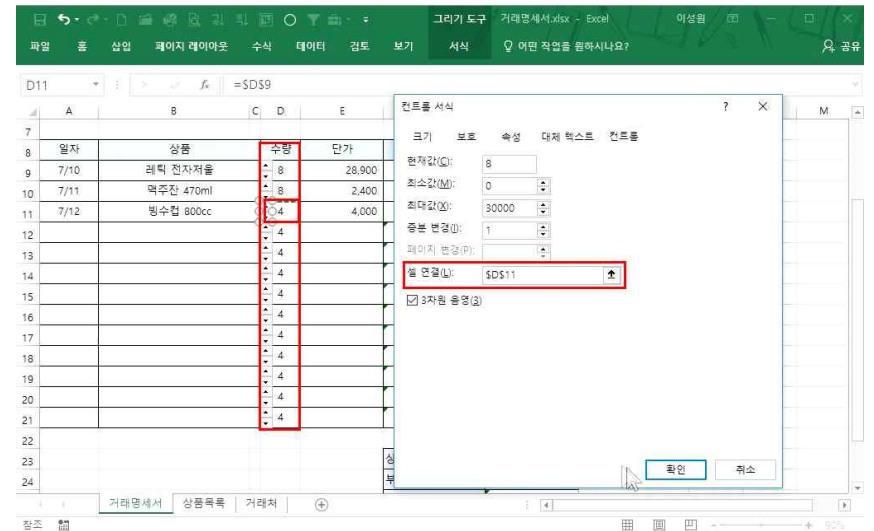 그리기 도구 거래명세서.xlsx - Excel 이성원
파일 홈 삽입 페이지 레이아웃 수식 데이터 검토 보기 서식 어떤 작업을 원하시나요? 공유
D11 fx =$D$9
A B C D E M
7
8 일자 상품 수량 단가
9 7/10 레틱 전자저울 8 28,900
10 7/11 맥주잔 470ml 8 2,400
11 7/12 빙수컵 800cc 4 4,000
12 4
13 4
14 4
15 4
16 4
17 4
18 4
19 4
20 4
21 4
22
23
24
컨트롤 서식 ? ×
크기 보호 속성 대체 텍스트 컨트롤
현재값(C): 8
최소값(M): 0
최대값(X): 30000
증분 변경(I): 1
페이지 변경(P):
셀 연결(L): $D$11
3차원 음영(3)
확인 취소
거래명세서 상품목록 거래처
참조 90%